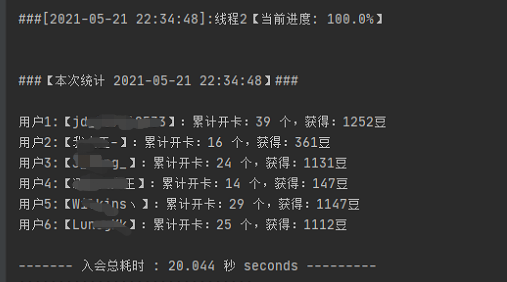 ###[2021-05-21 22:34:48]:线程2【当前进度: 100.0%】
###【本次统计 2021-05-21 22:34:48】###
用户1:【jd_】: 累计开卡: 39 个, 获得: 1252豆
用户2:【-】: 累计开卡: 16 个, 获得: 361豆
用户3:【J_】: 累计开卡: 24 个, 获得: 1131豆
用户4:【王】: 累计开卡: 14 个, 获得: 147豆
用户5:【ins丶】: 累计开卡: 29 个, 获得: 1147豆
用户6:【Lun】: 累计开卡: 25 个, 获得: 1112豆
------- 入会总耗时 : 20.044 秒 seconds ---------